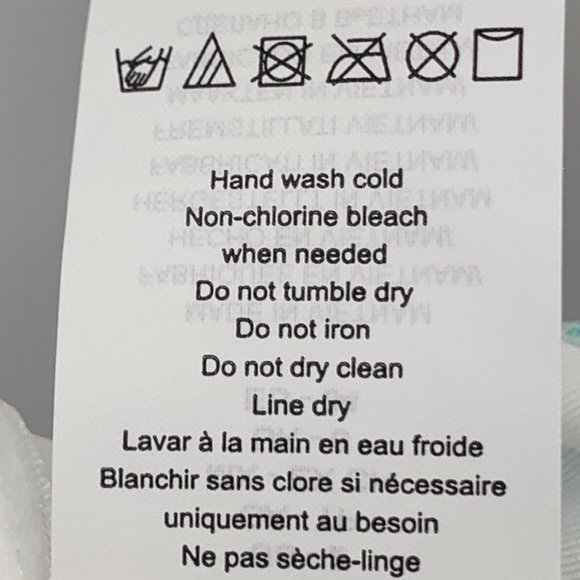 Hand wash cold
Non-chlorine bleach
when needed
Do not tumble dry
Do not iron
Do not dry clean
Line dry
Lavar à la main en eau froide
Blanchir sans clore si nécessaire
uniquement au besoin
Ne pas sèche-linge